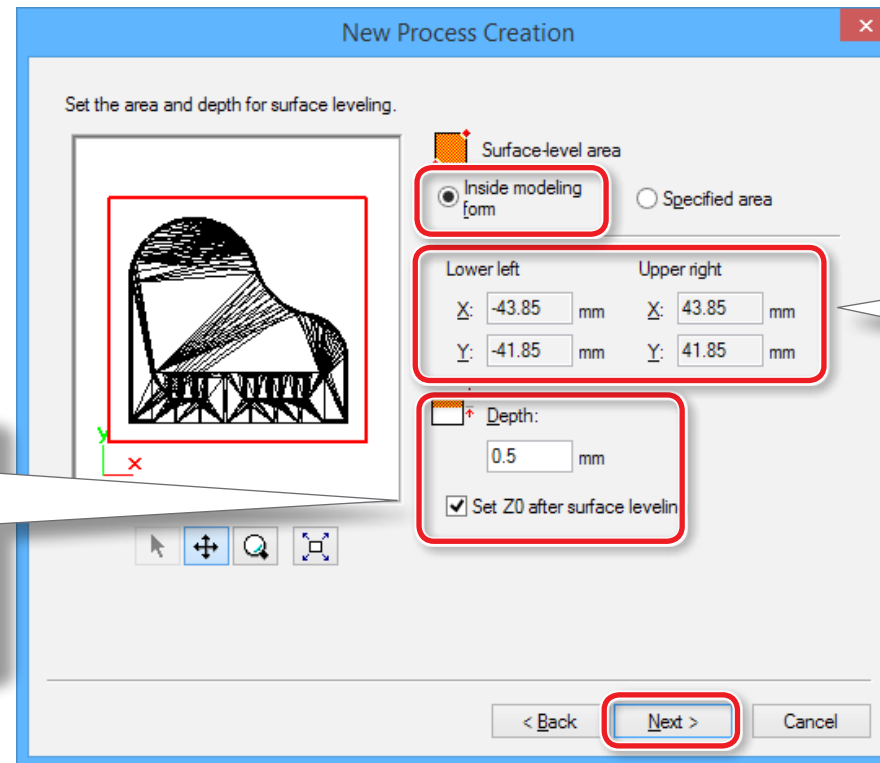 New Process Creation
Set the area and depth for surface leveling.
Surface-level area
Inside modeling
form
Specified area
Lower left Upper right
X: -43.85 mm X: 43.85 mm
Y: -41.85 mm Y: 41.85 mm
Depth:
0.5 mm
Set Z0 after surface levelin
y
x
< Back Next > Cancel